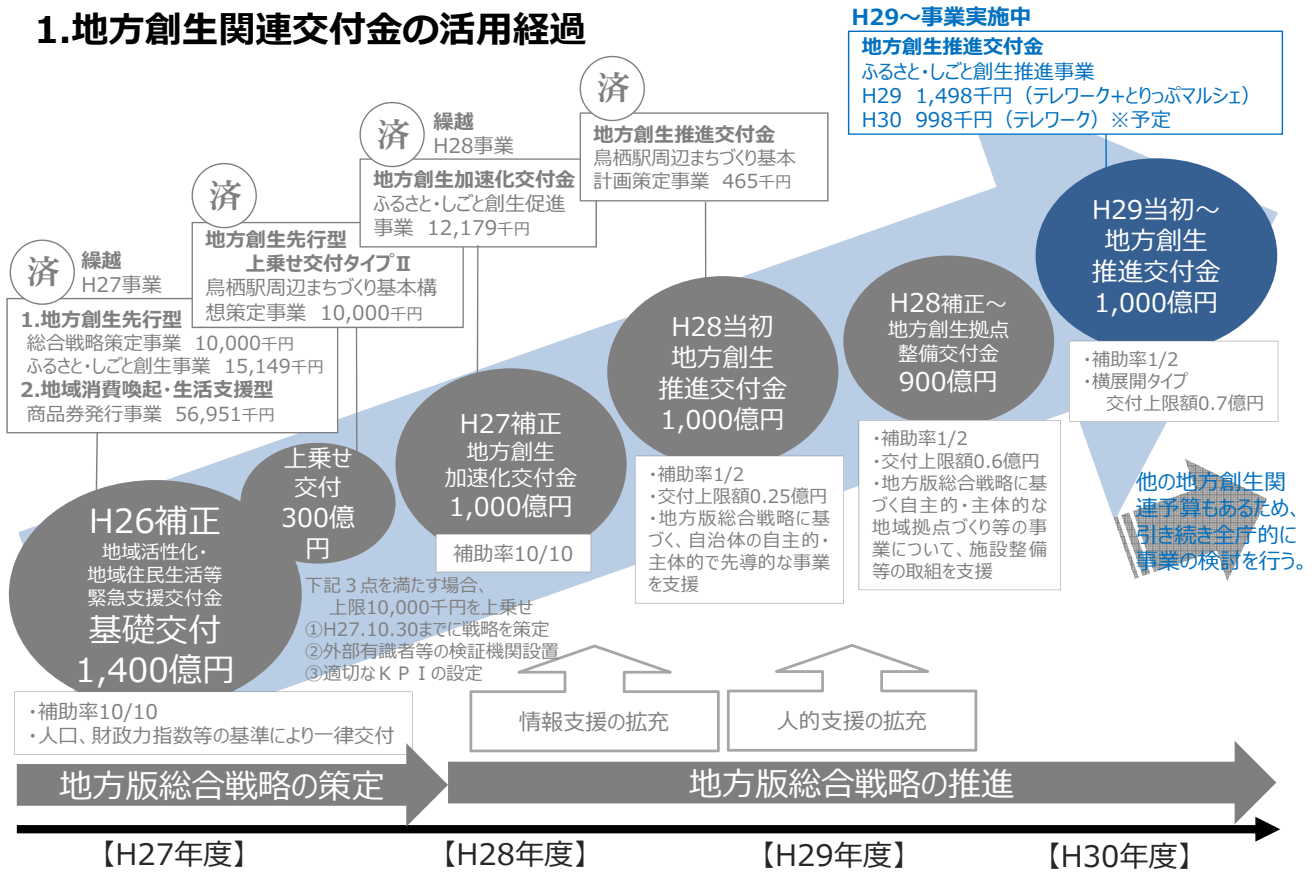 1.地方創生関連交付金の活用経過
H29～事業実施中
地方創生推進交付金
ふるさと・しごと創生推進事業
H29 1,498千円（テレワーク+とりっぷマルシェ）
H30 998千円（テレワーク）※予定
済
地方創生推進交付金
鳥栖駅周辺まちづくり基本
計画策定事業 465千円
済
繰越
H28事業
地方創生加速化交付金
ふるさと・しごと創生促進
事業 12,179千円
済
地方創生先行型
上乗せ交付タイプⅡ
鳥栖駅周辺まちづくり基本構
想策定事業 10,000千円
済
繰越
H27事業
1.地方創生先行型
総合戦略策定事業 10,000千円
ふるさと・しごと創生事業 15,149千円
2.地域消費喚起・生活支援型
商品券発行事業 56,951千円
H26補正
地域活性化・
地域住民生活等
緊急支援交付金
基礎交付
1,400億円
・補助率10/10
・人口、財政力指数等の基準により一律交付
上乗せ
交付
300億
円
下記３点を満たす場合、
上限10,000千円を上乗せ
①H27.10.30までに戦略を策定
②外部有識者等の検証機関設置
③適切なＫＰＩの設定
H27補正
地方創生
加速化交付金
1,000億円
補助率10/10
H28当初
地方創生
推進交付金
1,000億円
・補助率1/2
・交付上限額0.25億円
・地方版総合戦略に基
づく、自治体の自主的・
主体的で先導的な事業
を支援
H28補正～
地方創生拠点
整備交付金
900億円
・補助率1/2
・交付上限額0.6億円
・地方版総合戦略に基
づく自主的・主体的な
地域拠点づくり等の事
業について、施設整備
等の取組を支援
H29当初～
地方創生
推進交付金
1,000億円
・補助率1/2
・横展開タイプ
交付上限額0.7億円
他の地方創生関
連予算もあるため、
引き続き全庁的に
事業の検討を行う。
情報支援の拡充
人的支援の拡充
地方版総合戦略の策定
地方版総合戦略の推進
【H27年度】
【H28年度】
【H29年度】
【H30年度】